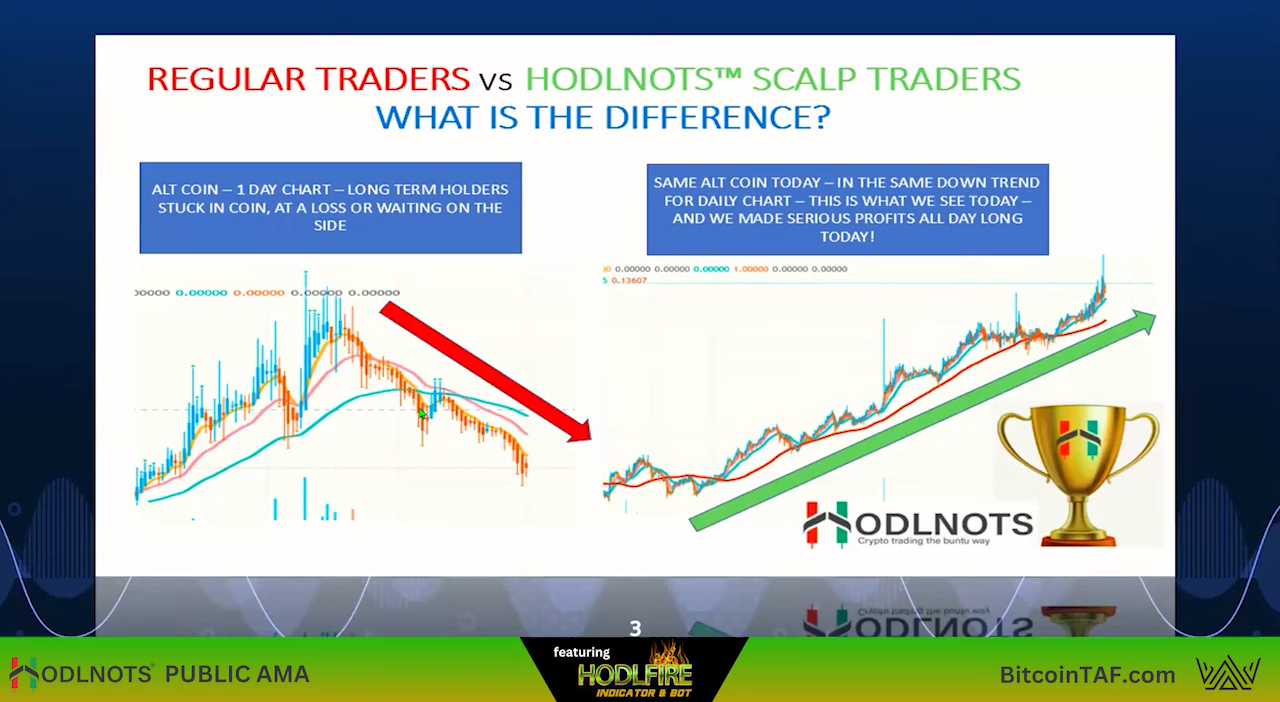 REGULAR TRADERS vs HODLNOTS™ SCALP TRADERS
WHAT IS THE DIFFERENCE?
ALT COIN – 1 DAY CHART – LONG TERM HOLDERS
STUCK IN COIN, AT A LOSS OR WAITING ON THE
SIDE
SAME ALT COIN TODAY – IN THE SAME DOWN TREND
FOR DAILY CHART – THIS IS WHAT WE SEE TODAY –
AND WE MADE SERIOUS PROFITS ALL DAY LONG
TODAY!
00000 0.00000 0.00000 0.00000 0.00000
0.00000 0.00000 0.00000 1.00000 0.00000 0.00000
5 0.13607
HODLNOTS
Crypto trading the buntu way
3
HODLNOTS® PUBLIC AMA
featuring
HODLFIRE
INDICATOR & BOT
BitcoinTAF.com